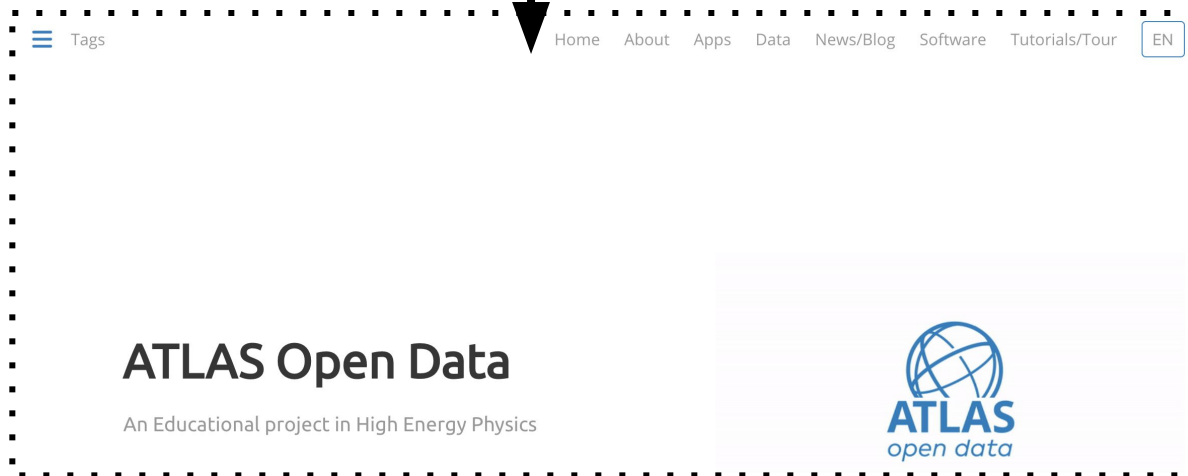 Tags Home About Apps Data News/Blog Software Tutorials/Tour EN
ATLAS Open Data
An Educational project in High Energy Physics
ATLAS
open data